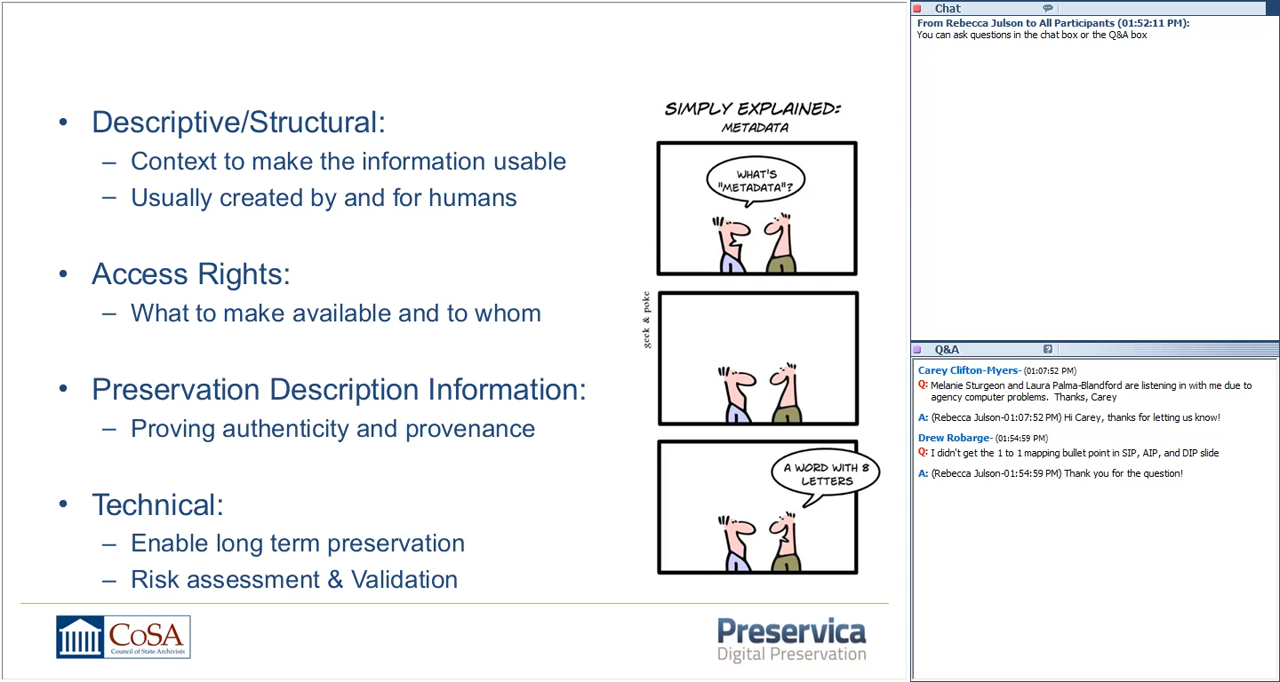 • Descriptive/Structural:
– Context to make the information usable
– Usually created by and for humans
• Access Rights:
– What to make available and to whom
• Preservation Description Information:
– Proving authenticity and provenance
• Technical:
– Enable long term preservation
– Risk assessment & Validation
SIMPLY EXPLAINED:
METADATA
WHAT'S
"METADATA"?
geek & poke
A WORD WITH 8
LETTERS
CoSA
Council of State Archivists
Preservica
Digital Preservation
Chat
From Rebecca Julson to All Participants (01:52:11 PM):
You can ask questions in the chat box or the Q&A box
Q&A
Carey Clifton-Myers- (01:07:52 PM)
Q: Melanie Sturgeon and Laura Palma-Blandford are listening in with me due to
agency computer problems. Thanks, Carey
A: (Rebecca Julson-01:07:52 PM) Hi Carey, thanks for letting us know!
Drew Robarge- (01:54:59 PM)
Q: I didn't get the 1 to 1 mapping bullet point in SIP, AIP, and DIP slide
A: (Rebecca Julson-01:54:59 PM) Thank you for the question!